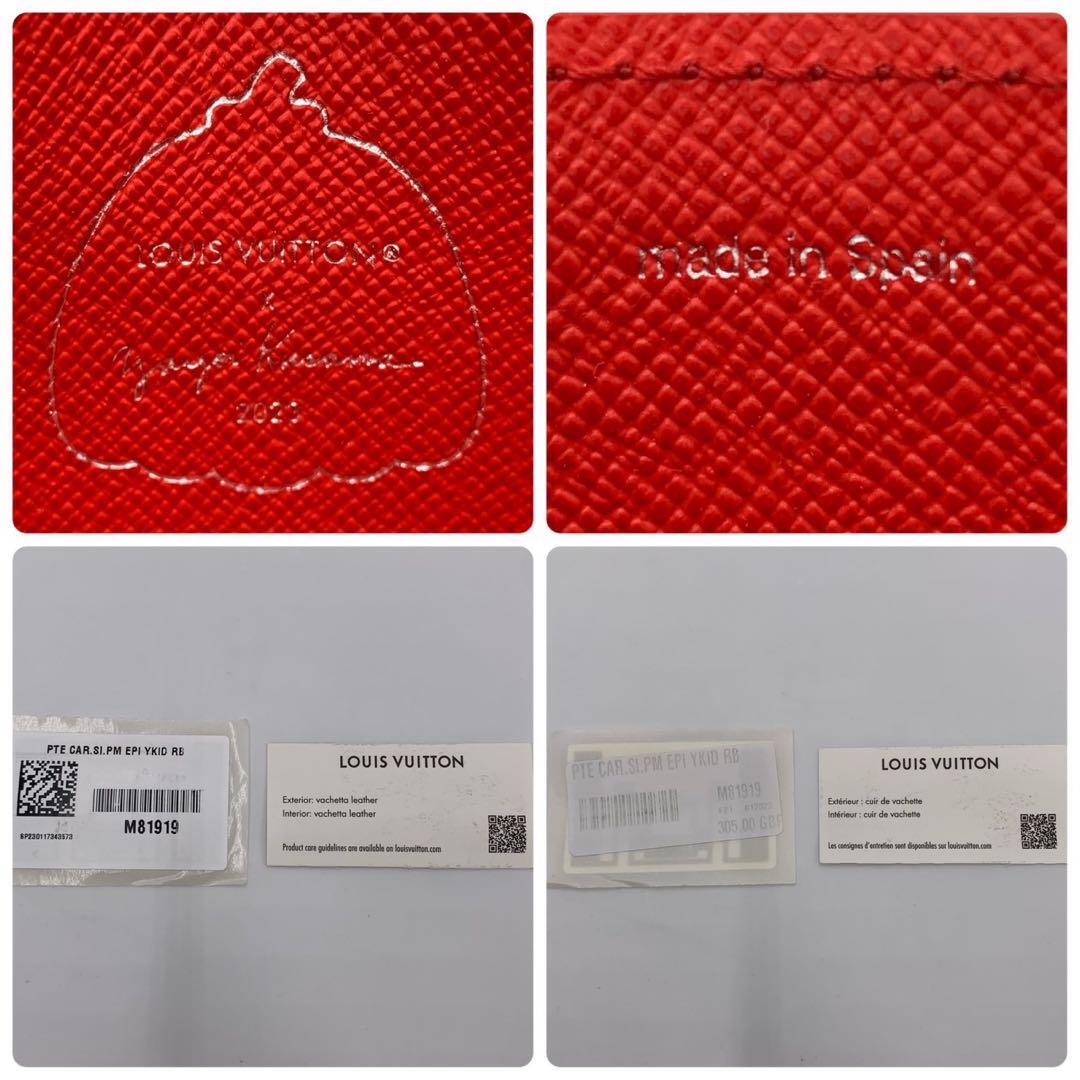 LOUIS VUITTON®
x
Yayoi Kusama
2023
made in Spain
PTE CAR.SI.PM EPI YKID RB
M81919
SP230117343573
LOUIS VUITTON
Exterior: vachetta leather
Interior: vachetta leather
Product care guidelines are available on louisvuitton.com
PTE CAR.SI.PM EPI YKID RB
M81919
305.00 GBP
LOUIS VUITTON
Extérieur : cuir de vachette
Intérieur : cuir de vachette
Les consignes d'entretien sont disponibles sur louisvuitton.com